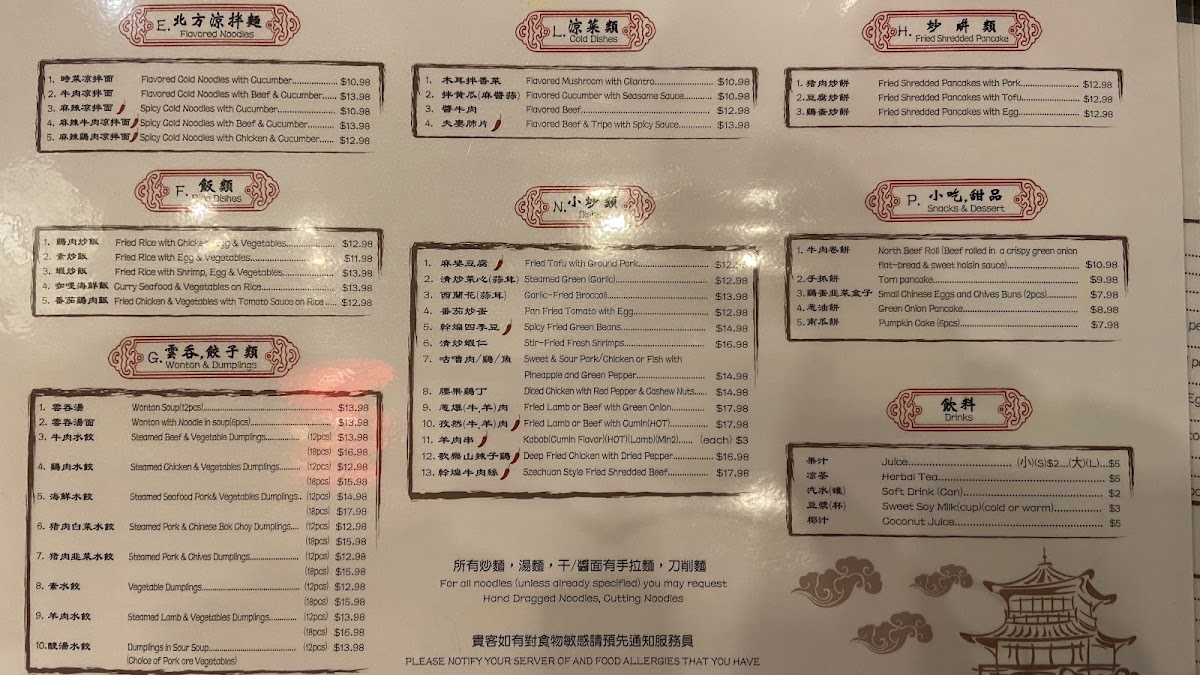 E. 北方涼拌麵
Flavored Noodles
1. 時菜凉拌面 Flavored Cold Noodles with Cucumber............ $10.98
2. 牛肉凉拌面 Flavored Cold Noodles with Beef & Cucumber..... $13.98
3. 麻辣凉拌面 Spicy Cold Noodles with Cucumber................ $10.98
4. 麻辣牛肉凉拌面 Spicy Cold Noodles with Beef & Cucumber....... $13.98
5. 麻辣鷄肉凉拌面 Spicy Cold Noodles with Chicken & Cucumber...... $12.98
F. 飯類
Rice Dishes
1. 鷄肉炒飯 Fried Rice with Chicken, Egg & Vegetables............... $12.98
2. 素炒飯 Fried Rice with Egg & Vegetables........................... $11.98
3. 蝦炒飯 Fried Rice with Shrimp, Egg & Vegetables................ $13.98
4. 咖哩海鮮飯 Curry Seafood & Vegetables on Rice..................... $13.98
5. 番茄鷄肉飯 Fried Chicken & Vegetables with Tomato Sauce on Rice..... $12.98
G. 雲吞,餃子類
Wonton & Dumplings
1. 雲吞湯 Wonton Soup(12pcs)................................. $13.98
2. 雲吞湯面 Wonton with Noodle in soup(6pcs)..................... $13.98
3. 牛肉水餃 Steamed Beef & Vegetable Dumplings............ (12pcs) $13.98
(18pcs) $16.98
4. 鷄肉水餃 Steamed Chicken & Vegetables Dumplings........ (12pcs) $12.98
(18pcs) $15.98
5. 海鮮水餃 Steamed Seafood Pork& Vegetables Dumplings.. (12pcs) $14.98
(18pcs) $17.98
6. 猪肉白菜水餃 Steamed Pork & Chinese Bok Choy Dumplings.... (12pcs) $12.98
(18pcs) $15.98
7. 猪肉韭菜水餃 Steamed Pork & Chives Dumplings................ (12pcs) $12.98
(18pcs) $15.98
8. 素水餃 Vegetable Dumplings............................ (12pcs) $12.98
(18pcs) $15.98
9. 羊肉水餃 Steamed Lamb & Vegetables Dumplings........... (12pcs) $13.98
(18pcs) $16.98
10.酸湯水餃 Dumplings in Sour Soup.......................... (12pcs) $13.98
(Choice of Pork ore Vegetables)
L. 涼菜類
Cold Dishes
1. 木耳拌香菜 Flavored Mushroom with Cilantro..................... $10.98
2. 拌黄瓜(麻醬蒜) Flavored Cucumber with Seasame Sauce......... $10.98
3. 醬牛肉 Flavored Beef........................................ $12.98
4. 夫妻肺片 Flavored Beef & Tripe with Spicy Sauce............ $13.98
N. 小炒類
1. 麻婆豆腐 Fried Tofu with Ground Pork.................... $12.98
2. 清炒菜心(蒜茸) Steamed Green (Garlic)........................ $12.98
3. 西蘭花(蒜茸) Garlic-Fried Broccoli............................ $13.98
4. 番茄炒蛋 Pan Fried Tomato with Egg....................... $12.98
5. 幹煸四季豆 Spicy Fried Green Beans.......................... $14.98
6. 清炒蝦仁 Stir-Fried Fresh Shrimps......................... $16.98
7. 咕嚕肉/鷄/魚 Sweet & Sour Pork/Chicken or Fish with
Pineapple and Green Pepper....................... $14.98
8. 腰果鷄丁 Diced Chicken with Red Pepper & Cashew Nuts..... $14.98
9. 葱爆(牛,羊)肉 Fried Lamb or Beef with Green Onion............ $17.98
10. 孜然(牛,羊)肉 Fried Lamb or Beef with Cumin(HOT)............ $17.98
11. 羊肉串 Kabob(Cumin Flavor)(HOT)(Lamb)(Min2)..... (each) $3
12. 歌樂山辣子鷄 Deep Fried Chicken with Dried Pepper............ $16.98
13. 幹煸牛肉絲 Szechuan Style Fried Shredded Beef.............. $17.98
所有炒麵，湯麵，干/醬面有手拉麵，刀削麵
For all noodles (unless already specified) you may request
Hand Dragged Noodles, Cutting Noodles
貴客如有對食物敏感請預先通知服務員
PLEASE NOTIFY YOUR SERVER OF AND FOOD ALLERGIES THAT YOU HAVE
H. 炒餅類
Fried Shredded Pancake
1. 猪肉炒餅 Fried Shredded Pancakes with Pork................ $12.98
2. 豆腐炒餅 Fried Shredded Pancakes with Tofu................ $12.98
3. 鷄蛋炒餅 Fried Shredded Pancakes with Egg................. $12.98
P. 小吃,甜品
Snacks & Dessert
1. 牛肉卷餅 North Beef Roll (Beef rolled in a crispy green onion
flat-bread & sweet hoisin sauce)..................... $10.98
2. 手抓餅 Torn pancake....................................... $9.98
3. 鷄蛋韭菜盒子 Small Chinese Eggs and Chives Buns (2pcs)......... $7.98
4. 葱油餅 Green Onion Pancake............................... $8.98
5. 南瓜餅 Pumpkin Cake (6pcs)................................ $7.98
飲料
Drinks
果汁 Juice........................ (小)(S)$2...(大)(L)...$5
凉茶 Herbal Tea........................................ $5
汽水(罐) Soft Drink (Can)................................. $2
豆漿(杯) Sweet Soy Milk(cup)(cold or warm)................ $3
椰汁 Coconut Juice..................................... $5